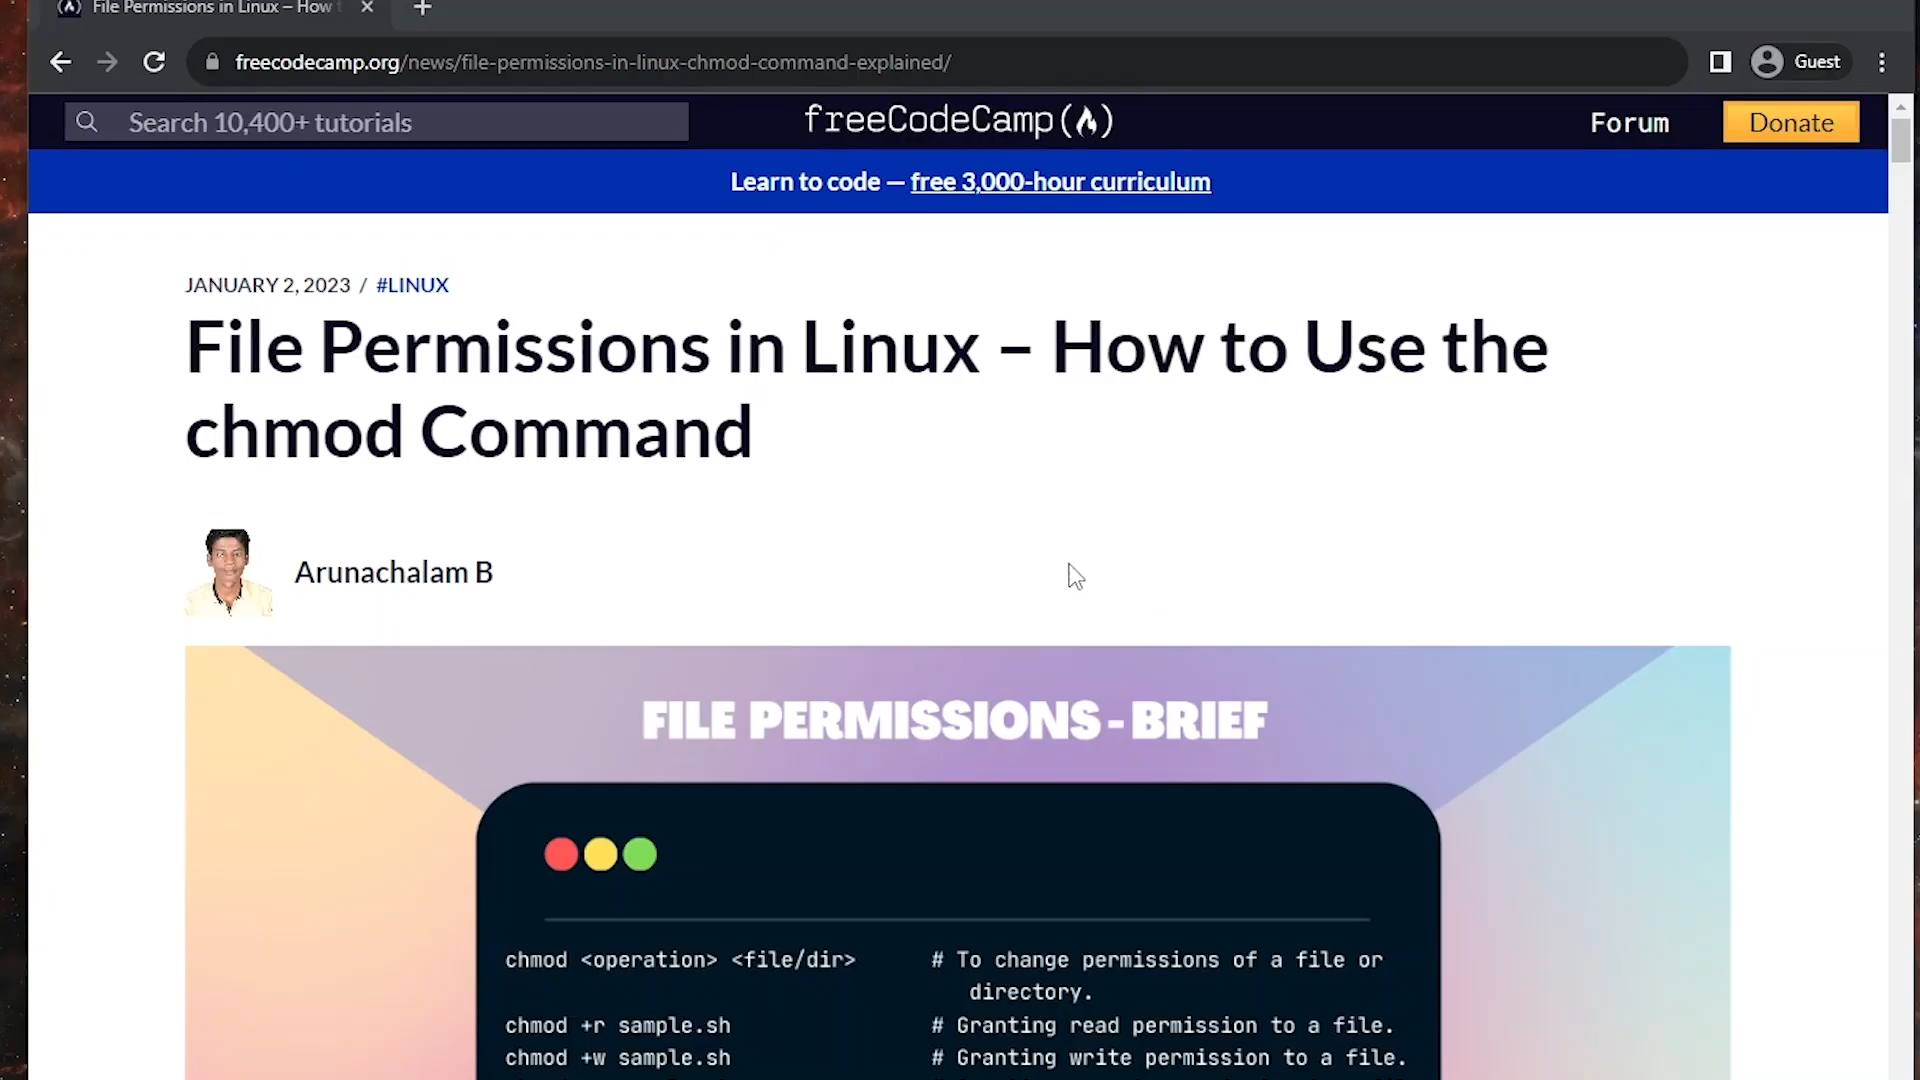 File Permissions in Linux – How t
freecodecamp.org/news/file-permissions-in-linux-chmod-command-explained/
Guest
Search 10,400+ tutorials
freeCodeCamp(🔥)
Forum
Donate
Learn to code — free 3,000-hour curriculum
JANUARY 2, 2023 / #LINUX
File Permissions in Linux – How to Use the
chmod Command
Arunachalam B
FILE PERMISSIONS - BRIEF
chmod <operation> <file/dir> # To change permissions of a file or
directory.
chmod +r sample.sh # Granting read permission to a file.
chmod +w sample.sh # Granting write permission to a file.